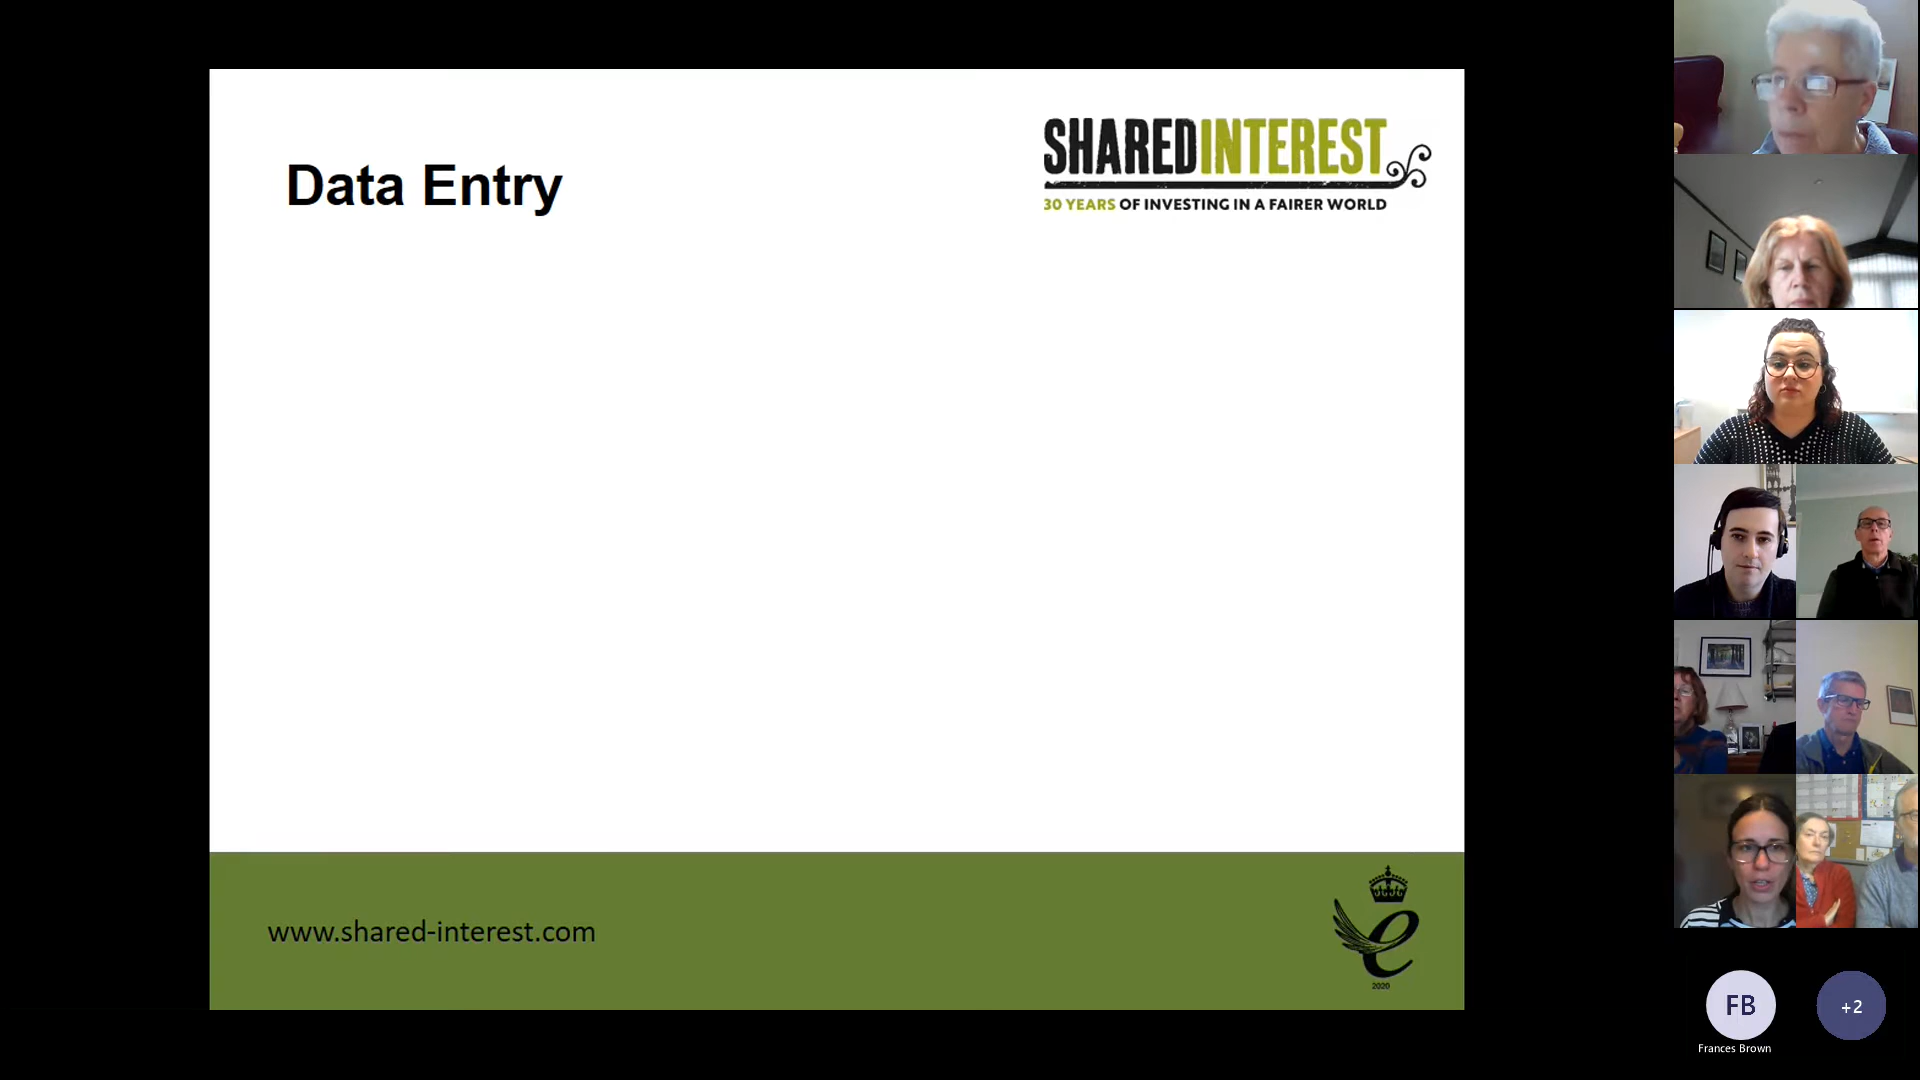 Data Entry
SHAREDINTEREST
30 YEARS OF INVESTING IN A FAIRER WORLD
www.shared-interest.com
2020
FB
+2
Frances Brown